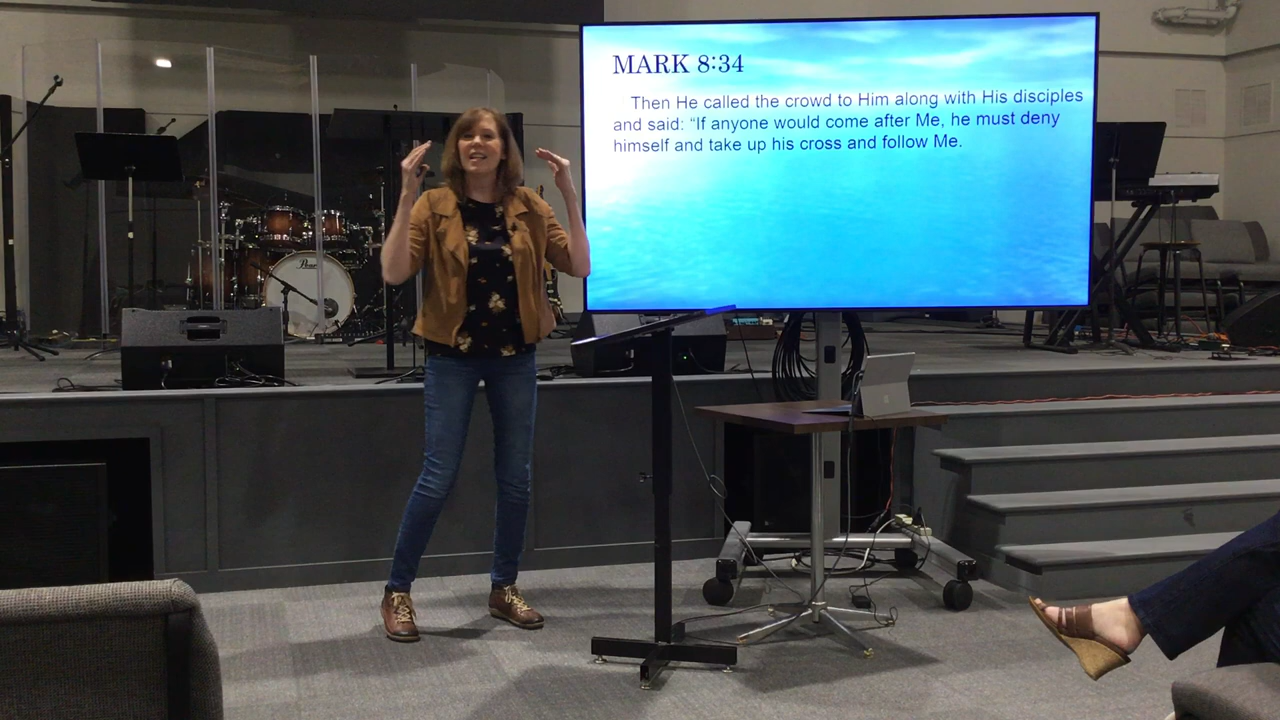 MARK 8:34
Then He called the crowd to Him along with His disciples
and said: “If anyone would come after Me, he must deny
himself and take up his cross and follow Me.
Pearl